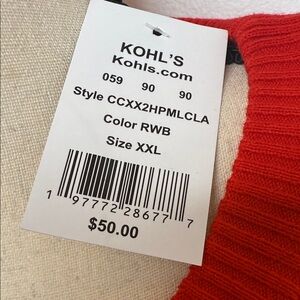 KOHL'S
Kohls.com
059 90 90
Style CCXX2HPMLCLA
Color RWB
Size XXL
1 97772 28677 7
$50.00